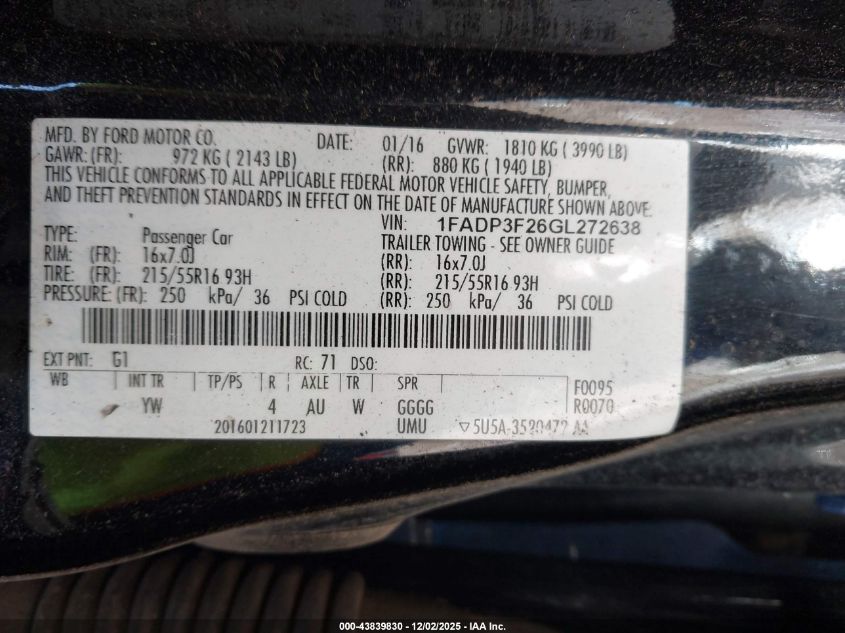 MFD. BY FORD MOTOR CO. DATE: 01/16 GVWR: 1810 KG ( 3990 LB)
GAWR: (FR): 972 KG ( 2143 LB) (RR): 880 KG ( 1940 LB)
THIS VEHICLE CONFORMS TO ALL APPLICABLE FEDERAL MOTOR VEHICLE SAFETY, BUMPER,
AND THEFT PREVENTION STANDARDS IN EFFECT ON THE DATE OF MANUFACTURE SHOWN ABOVE.
VIN: 1FADP3F26GL272638
TYPE: Passenger Car TRAILER TOWING - SEE OWNER GUIDE
RIM: (FR): 16x7.0J (RR): 16x7.0J
TIRE: (FR): 215/55R16 93H (RR): 215/55R16 93H
PRESSURE: (FR): 250 kPa/ 36 PSI COLD (RR): 250 kPa/ 36 PSI COLD
EXT PNT: G1 RC: 71 DSO:
WB INT TR TP/PS R AXLE TR SPR F0095
YW 4 AU W GGGG R0070
201601211723 UMU ▽5U5A-3520472 AA
000-43839830 - 12/02/2025 - IAA Inc.